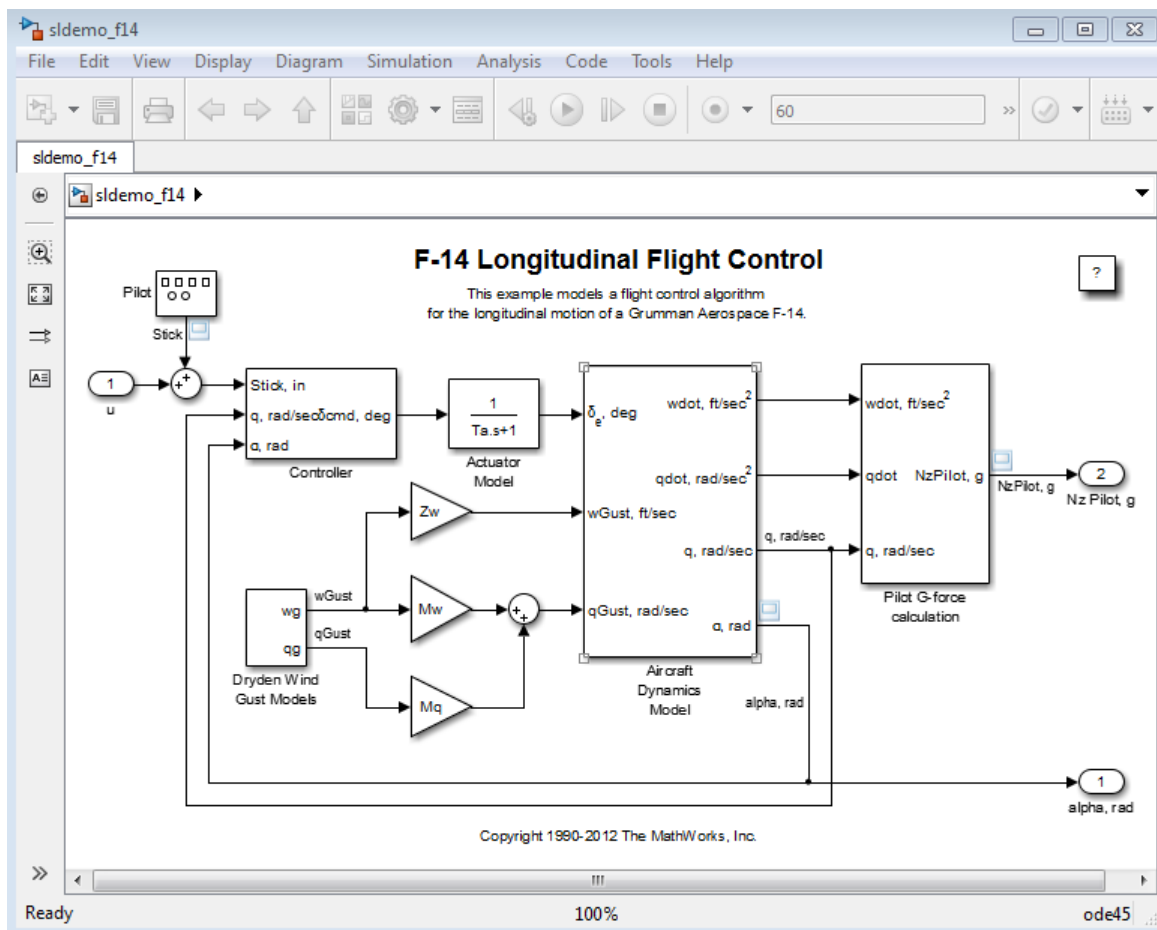 sldemo_f14
File Edit View Display Diagram Simulation Analysis Code Tools Help
60
sldemo_f14
sldemo_f14
F-14 Longitudinal Flight Control
This example models a flight control algorithm
for the longitudinal motion of a Grumman Aerospace F-14.
?
Pilot
Stick
1
u
Stick, in
q, rad/secδcmd, deg
α, rad
Controller
1
Ta.s+1
Actuator
Model
Zw
Mw
Mq
wg
qg
wGust
qGust
Dryden Wind
Gust Models
δe, deg
wGust, ft/sec
qGust, rad/sec
wdot, ft/sec2
qdot, rad/sec2
q, rad/sec
α, rad
Aircraft
Dynamics
Model
q, rad/sec
alpha, rad
wdot, ft/sec2
qdot NzPilot, g
q, rad/sec
Pilot G-force
calculation
NzPilot, g
2
Nz Pilot, g
1
alpha, rad
Copyright 1990-2012 The MathWorks, Inc.
Ready 100% ode45